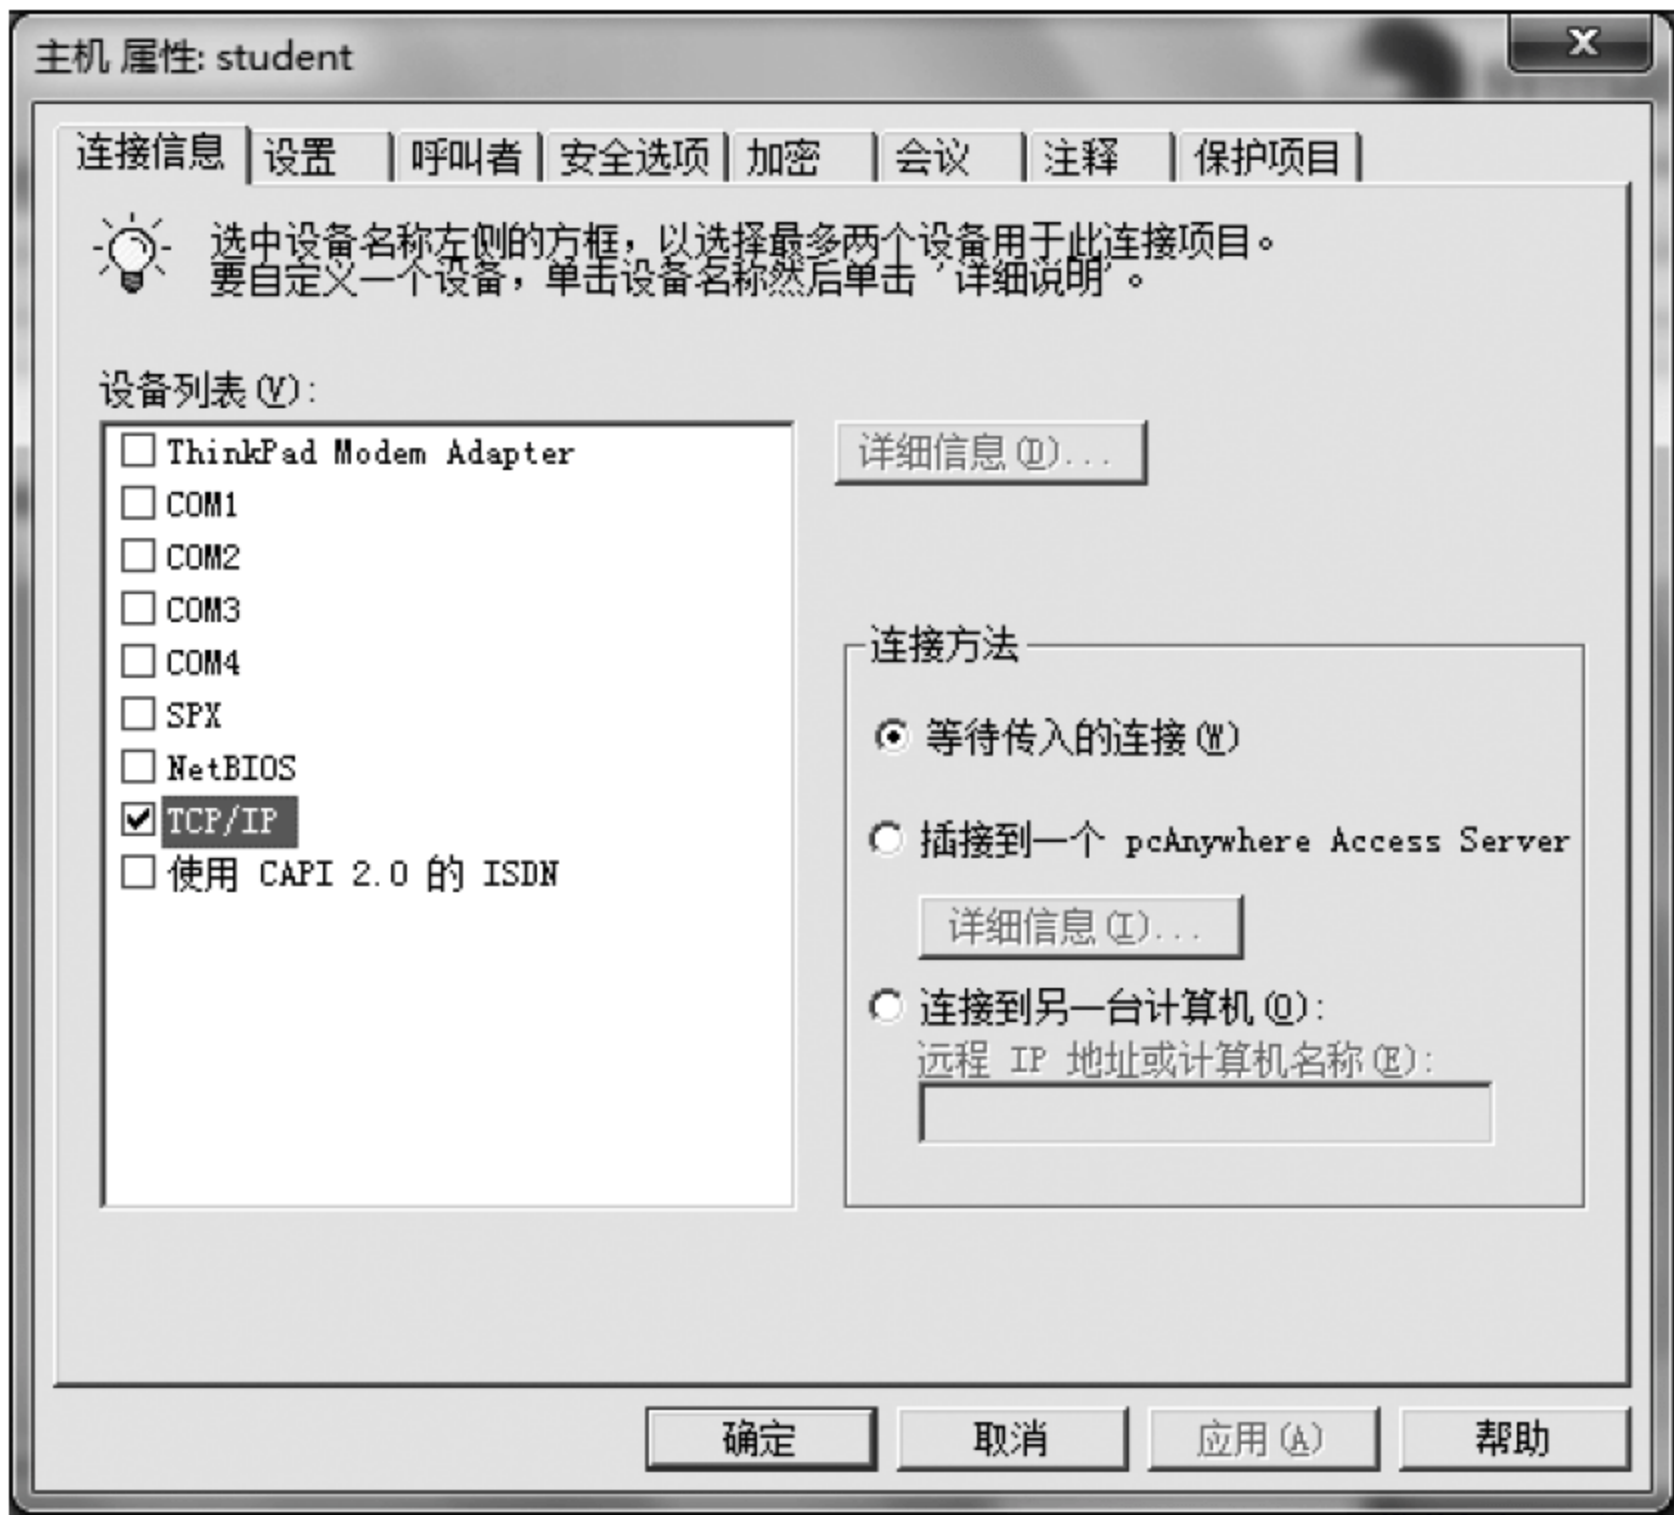 主机 属性: student
连接信息 设置 呼叫者 安全选项 加密 会议 注释 保护项目
选中设备名称左侧的方框，以选择最多两个设备用于此连接项目。
要自定义一个设备，单击设备名称然后单击 '详细说明'。
设备列表(V):
ThinkPad Modem Adapter
COM1
COM2
COM3
COM4
SPX
NetBIOS
TCP/IP
使用 CAPI 2.0 的 ISDN
详细信息(D)...
连接方法
等待传入的连接(W)
插接到一个 pcAnywhere Access Server
详细信息(I)...
连接到另一台计算机(O):
远程 IP 地址或计算机名称(E):
确定 取消 应用(A) 帮助